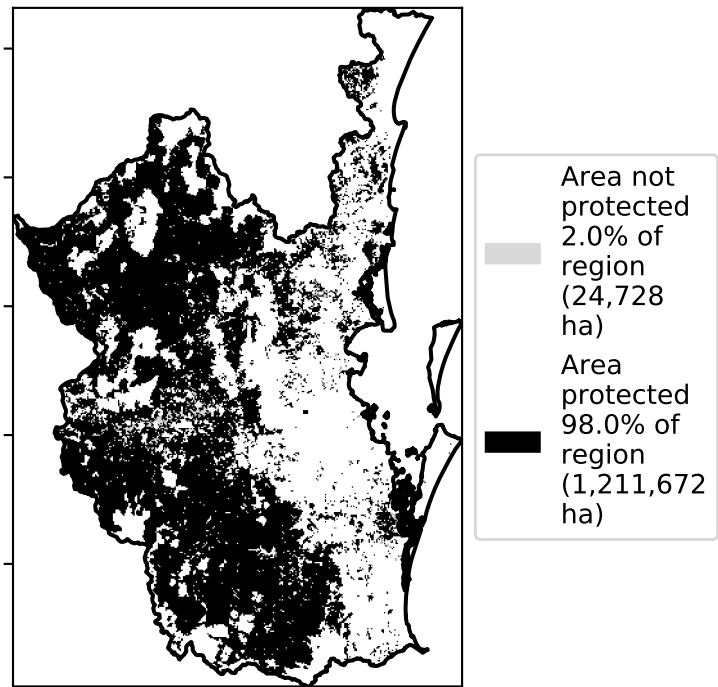 Area not
protected
2.0% of
region
(24,728
ha)
Area
protected
98.0% of
region
(1,211,672
ha)